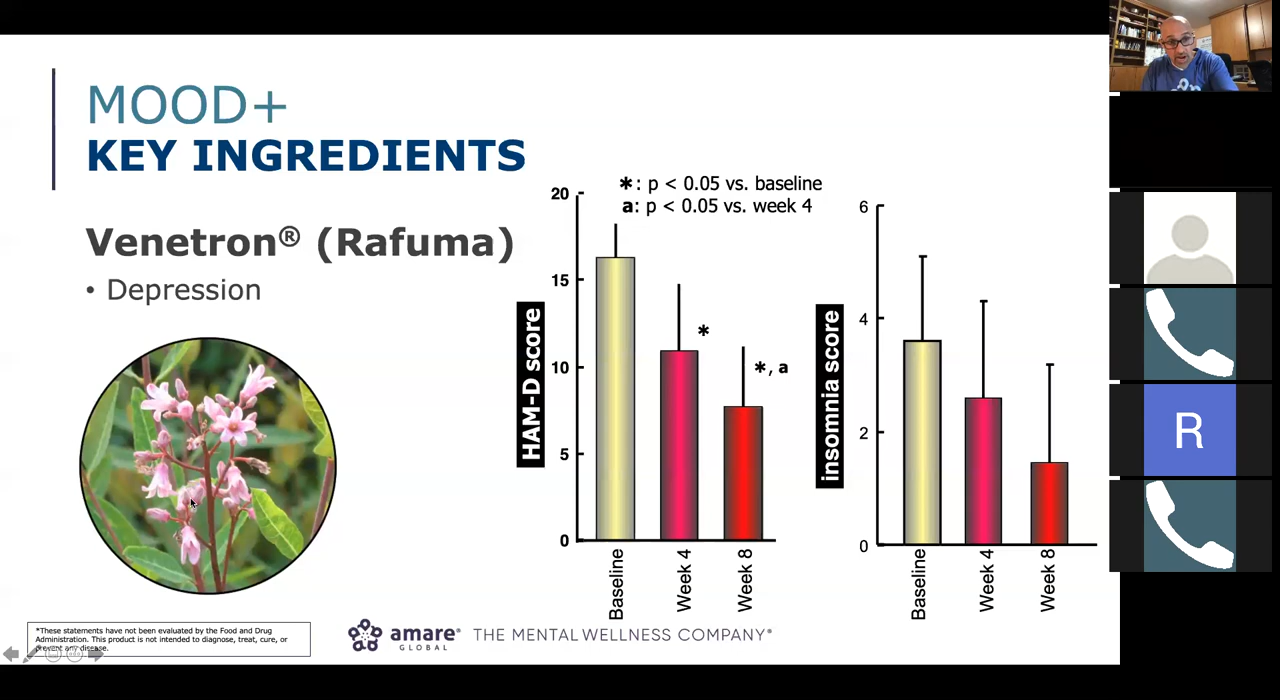 MOOD+
KEY INGREDIENTS
Venetron® (Rafuma)
• Depression
*: p < 0.05 vs. baseline
a: p < 0.05 vs. week 4
HAM-D score
20
15
10
5
0
*
*, a
Baseline
Week 4
Week 8
insomnia score
6
4
2
0
Baseline
Week 4
Week 8
*These statements have not been evaluated by the Food and Drug
Administration. This product is not intended to diagnose, treat, cure, or
prevent any disease.
amare®
GLOBAL
THE MENTAL WELLNESS COMPANY®
R